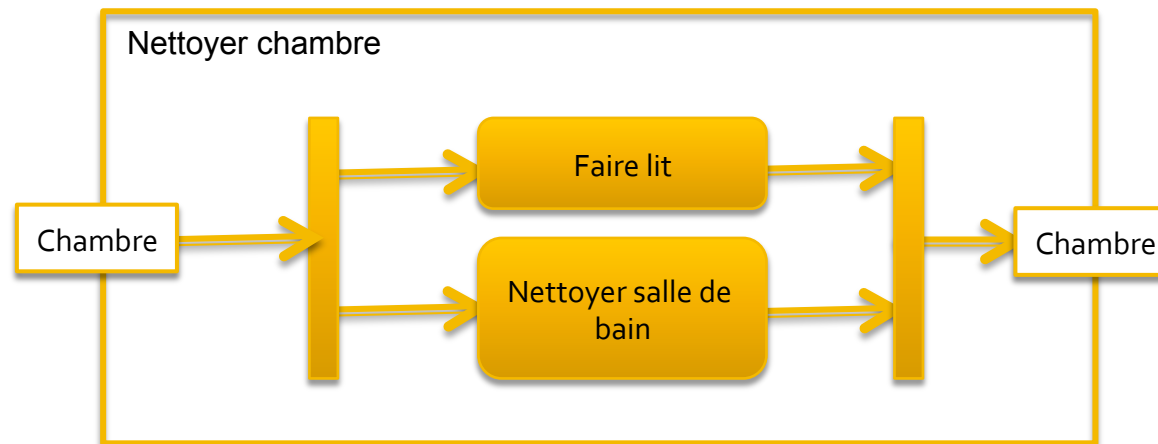 Nettoyer chambre
Faire lit
Chambre
Nettoyer salle de
bain
Chambre